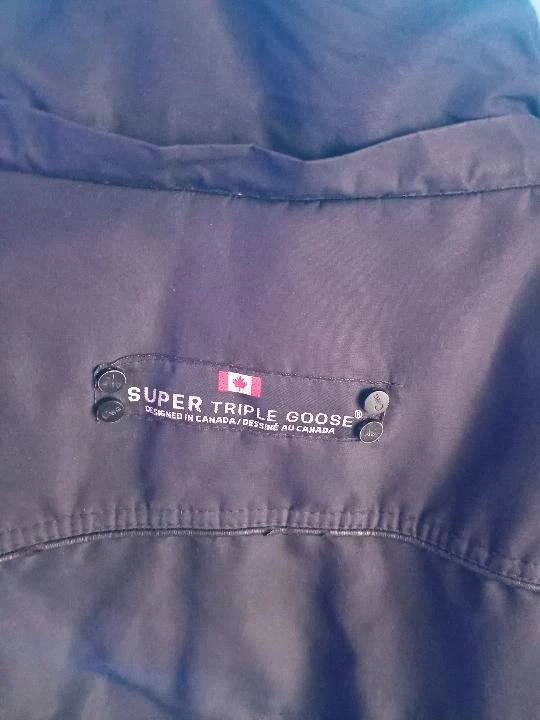 SUPER TRIPLE GOOSE®
DESIGNED IN CANADA/DESSINÉ AU CANADA